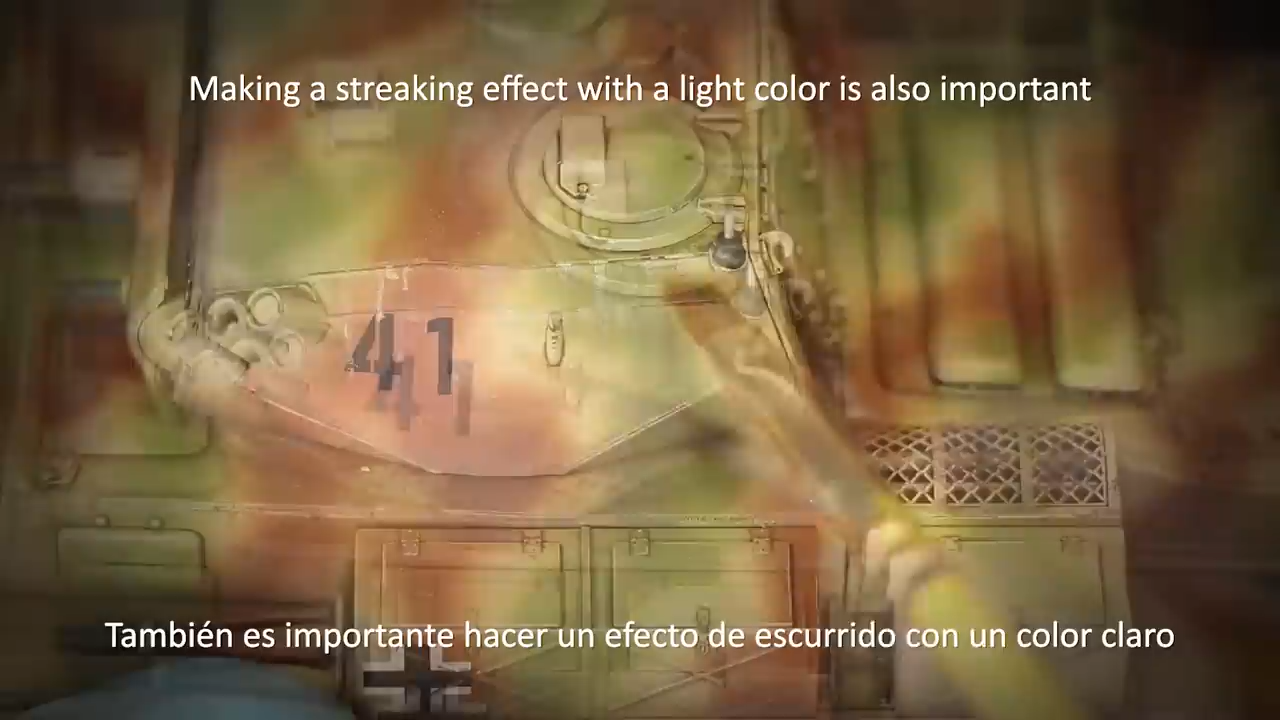 Making a streaking effect with a light color is also important
41
41
También es importante hacer un efecto de escurrido con un color claro